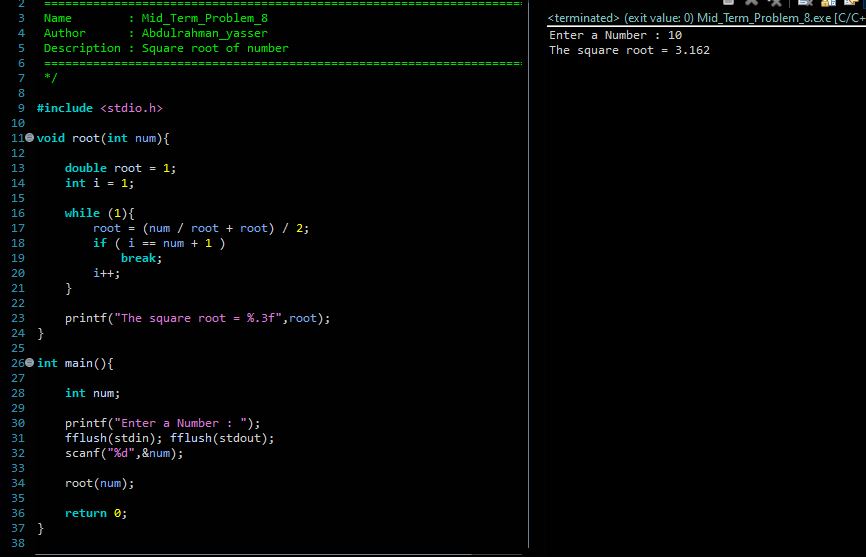 2 ================================================================
3 Name        : Mid_Term_Problem_8
4 Author      : Abdulrahman_yasser
5 Description : Square root of number
6 ================================================================
7 */
8
9 #include <stdio.h>
10
11 void root(int num){
12
13     double root = 1;
14     int i = 1;
15
16     while (1){
17         root = (num / root + root) / 2;
18         if ( i == num + 1 )
19             break;
20         i++;
21     }
22
23     printf("The square root = %.3f",root);
24 }
25
26 int main(){
27
28     int num;
29
30     printf("Enter a Number : ");
31     fflush(stdin); fflush(stdout);
32     scanf("%d",&num);
33
34     root(num);
35
36     return 0;
37 }
38
<terminated> (exit value: 0) Mid_Term_Problem_8.exe [C/C+
Enter a Number : 10
The square root = 3.162